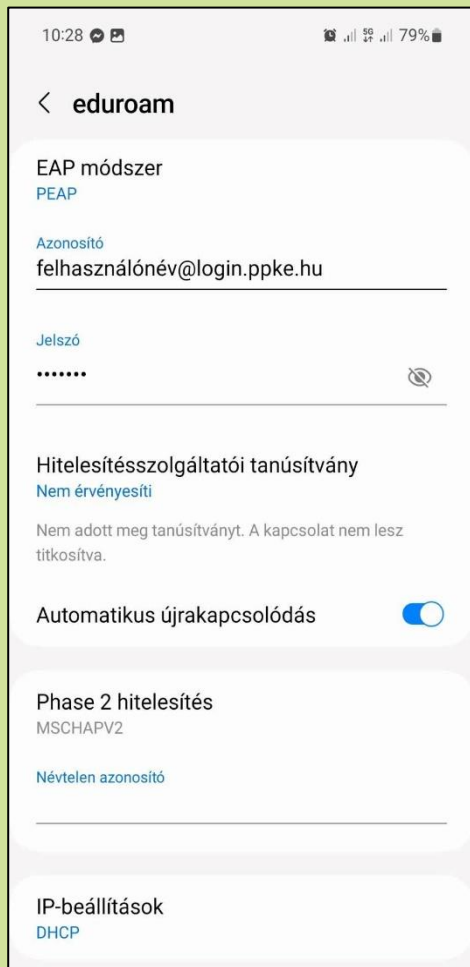 10:28
5G
79%
eduroam
EAP módszer
PEAP
Azonosító
felhasználónév@login.ppke.hu
Jelszó
•••••••
Hitelesítésszolgáltatói tanúsítvány
Nem érvényesíti
Nem adott meg tanúsítványt. A kapcsolat nem lesz
titkosítva.
Automatikus újrakapcsolódás
Phase 2 hitelesítés
MSCHAPV2
Névtelen azonosító
IP-beállítások
DHCP